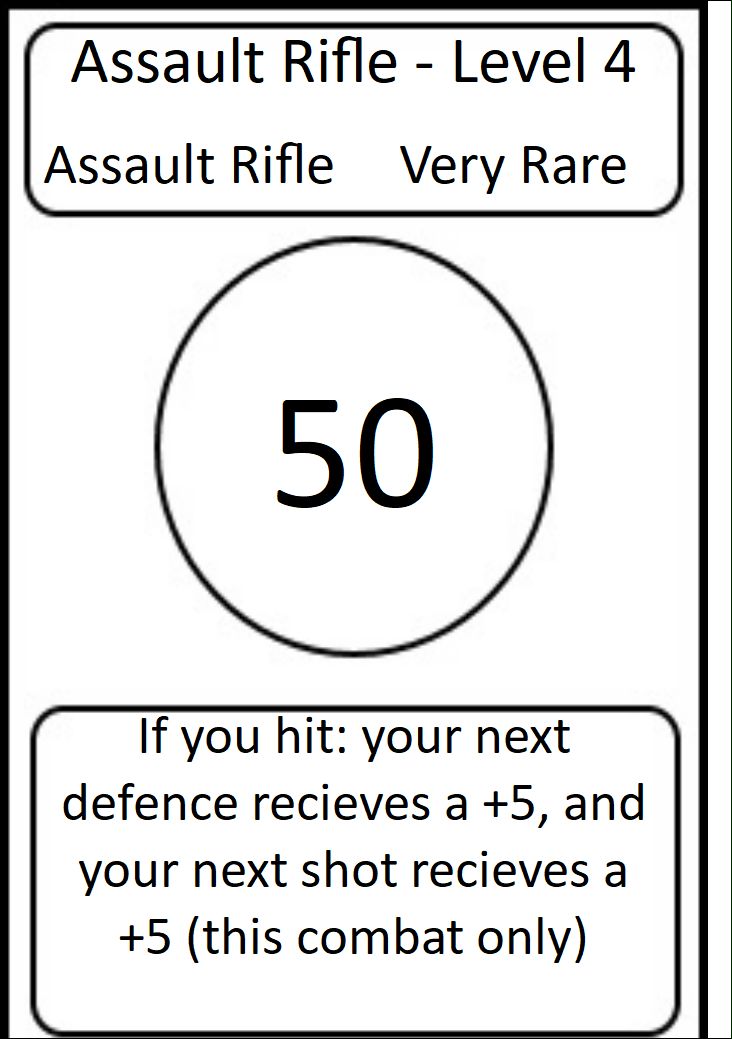 Assault Rifle - Level 4
Assault Rifle Very Rare
50
If you hit: your next
defence recieves a +5, and
your next shot recieves a
+5 (this combat only)